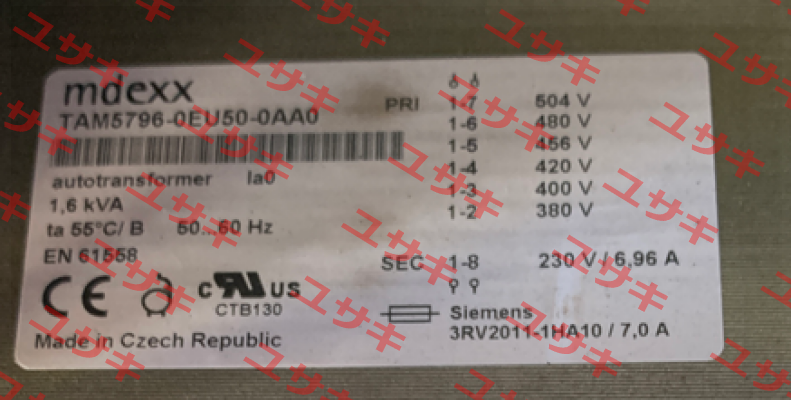 mdexx
TAM5796-0EU50-0AA0
autotransformer Ia0
1,6 kVA
ta 55°C/ B 50...60 Hz
EN 61558
CE
c RU US
CTB130
Made in Czech Republic
PRI
1-7 504 V
1-6 480 V
1-5 456 V
1-4 420 V
1-3 400 V
1-2 380 V
SEC 1-8 230 V / 6,96 A
Siemens
3RV2011-1HA10 / 7,0 A
ユサキ